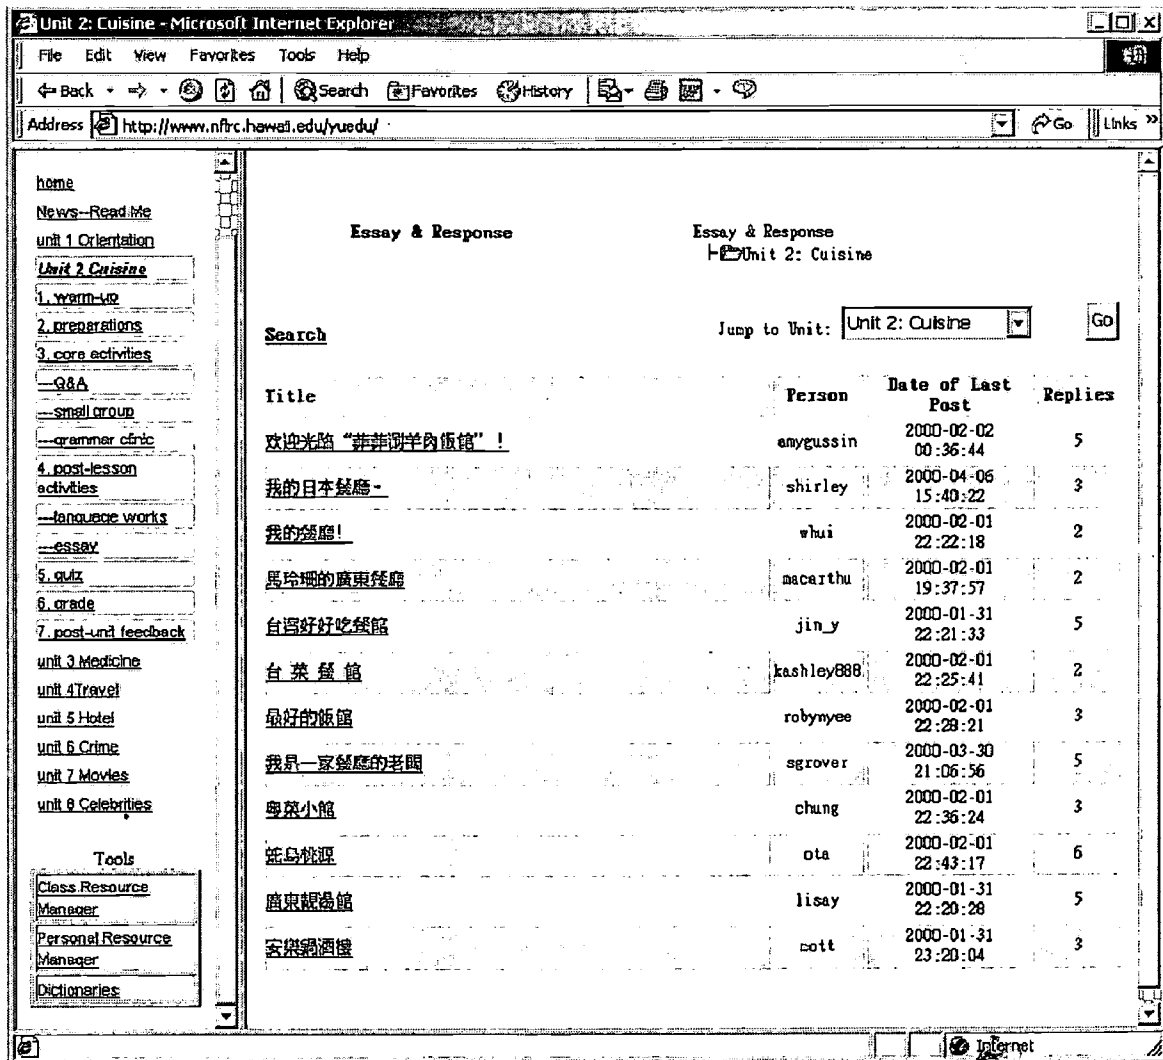 Unit 2: Cuisine - Microsoft Internet Explorer
File Edit View Favorites Tools Help
Back Search Favorites History
Address http://www.nflrc.hawaii.edu/yuedu/ Go Links »
home
News--Read Me
unit 1 Orientation
Unit 2 Cuisine
1. warm-up
2. preparations
3. core activities
---Q&A
---small group
---grammar clinic
4. post-lesson
activities
---language works
---essay
5. quiz
6. grade
7. post-unit feedback
unit 3 Medicine
unit 4Travel
unit 5 Hotel
unit 6 Crime
unit 7 Movies
unit 8 Celebrities
Tools
Class Resource
Manager
Personal Resource
Manager
Dictionaries
Essay & Response
Essay & Response
Unit 2: Cuisine
Search
Jump to Unit: Unit 2: Cuisine Go
Title Person Date of Last Post Replies
欢迎光临“菲菲涮羊肉饭馆”! amygussin 2000-02-02 00:36:44 5
我的日本餐廳~ shirley 2000-04-06 15:40:22 3
我的餐廳! whui 2000-02-01 22:22:18 2
馬玲珊的廣東餐廳 macarthu 2000-02-01 19:37:57 2
台灣好好吃餐館 jin_y 2000-01-31 22:21:33 5
台 菜 餐 館 kashley888 2000-02-01 22:25:41 2
最好的飯館 robynyee 2000-02-01 22:28:21 3
我是一家餐廳的老闆 sgrover 2000-03-30 21:06:56 5
粵菜小館 chung 2000-02-01 22:36:24 3
島桃源 ota 2000-02-01 22:43:17 6
廣東靚湯館 lisay 2000-01-31 22:20:28 5
安樂鍋酒樓 cott 2000-01-31 23:20:04 3
Internet